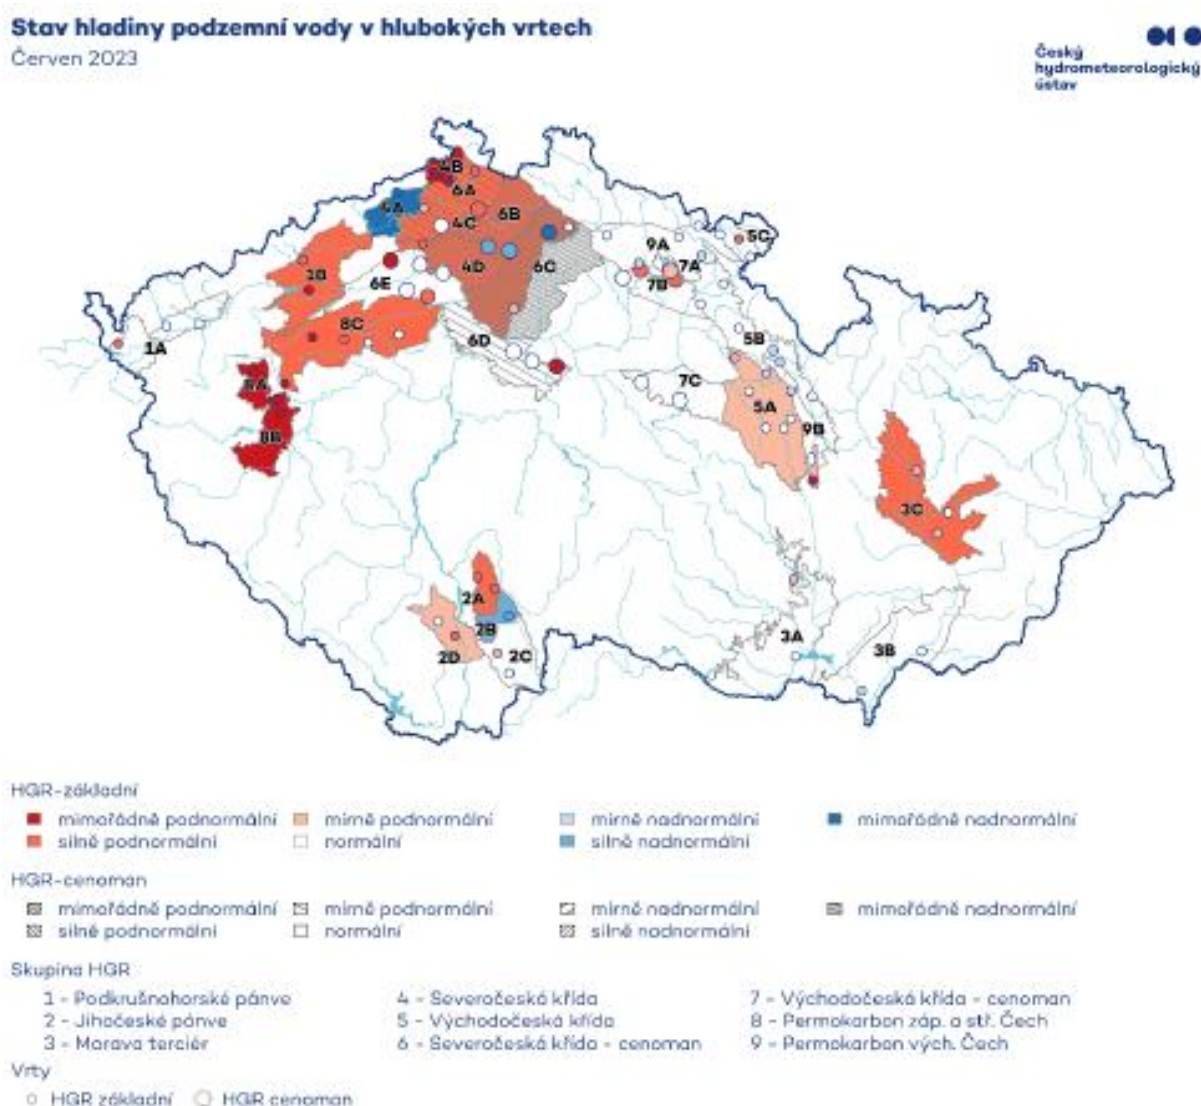 Stav hladiny podzemní vody v hlubokých vrtech
Červen 2023
Český
hydrometeorologický
ústav
4B
6A
4A
4C
6B
9A
5C
4D
6C
7A
1B
6E
7B
8C
1A
6D
5B
7C
8A
5A
8B
9B
3C
2A
2B
3A
2D
2C
3B
HGR-základní
mimořádně podnormální
mírně podnormální
mírně nadnormální
mimořádně nadnormální
silně podnormální
normální
silně nadnormální
HGR-cenoman
mimořádně podnormální
mírně podnormální
mírně nadnormální
mimořádně nadnormální
silně podnormální
normální
silně nadnormální
Skupina HGR
1 - Podkrušnohorské pánve
4 - Severočeská křída
7 - Východočeská křída - cenoman
2 - Jihočeské pánve
5 - Východočeská křída
8 - Permokarbon záp. a stř. Čech
3 - Morava terciér
6 - Severočeská křída - cenoman
9 - Permokarbon vých. Čech
Vrty
HGR základní
HGR cenoman